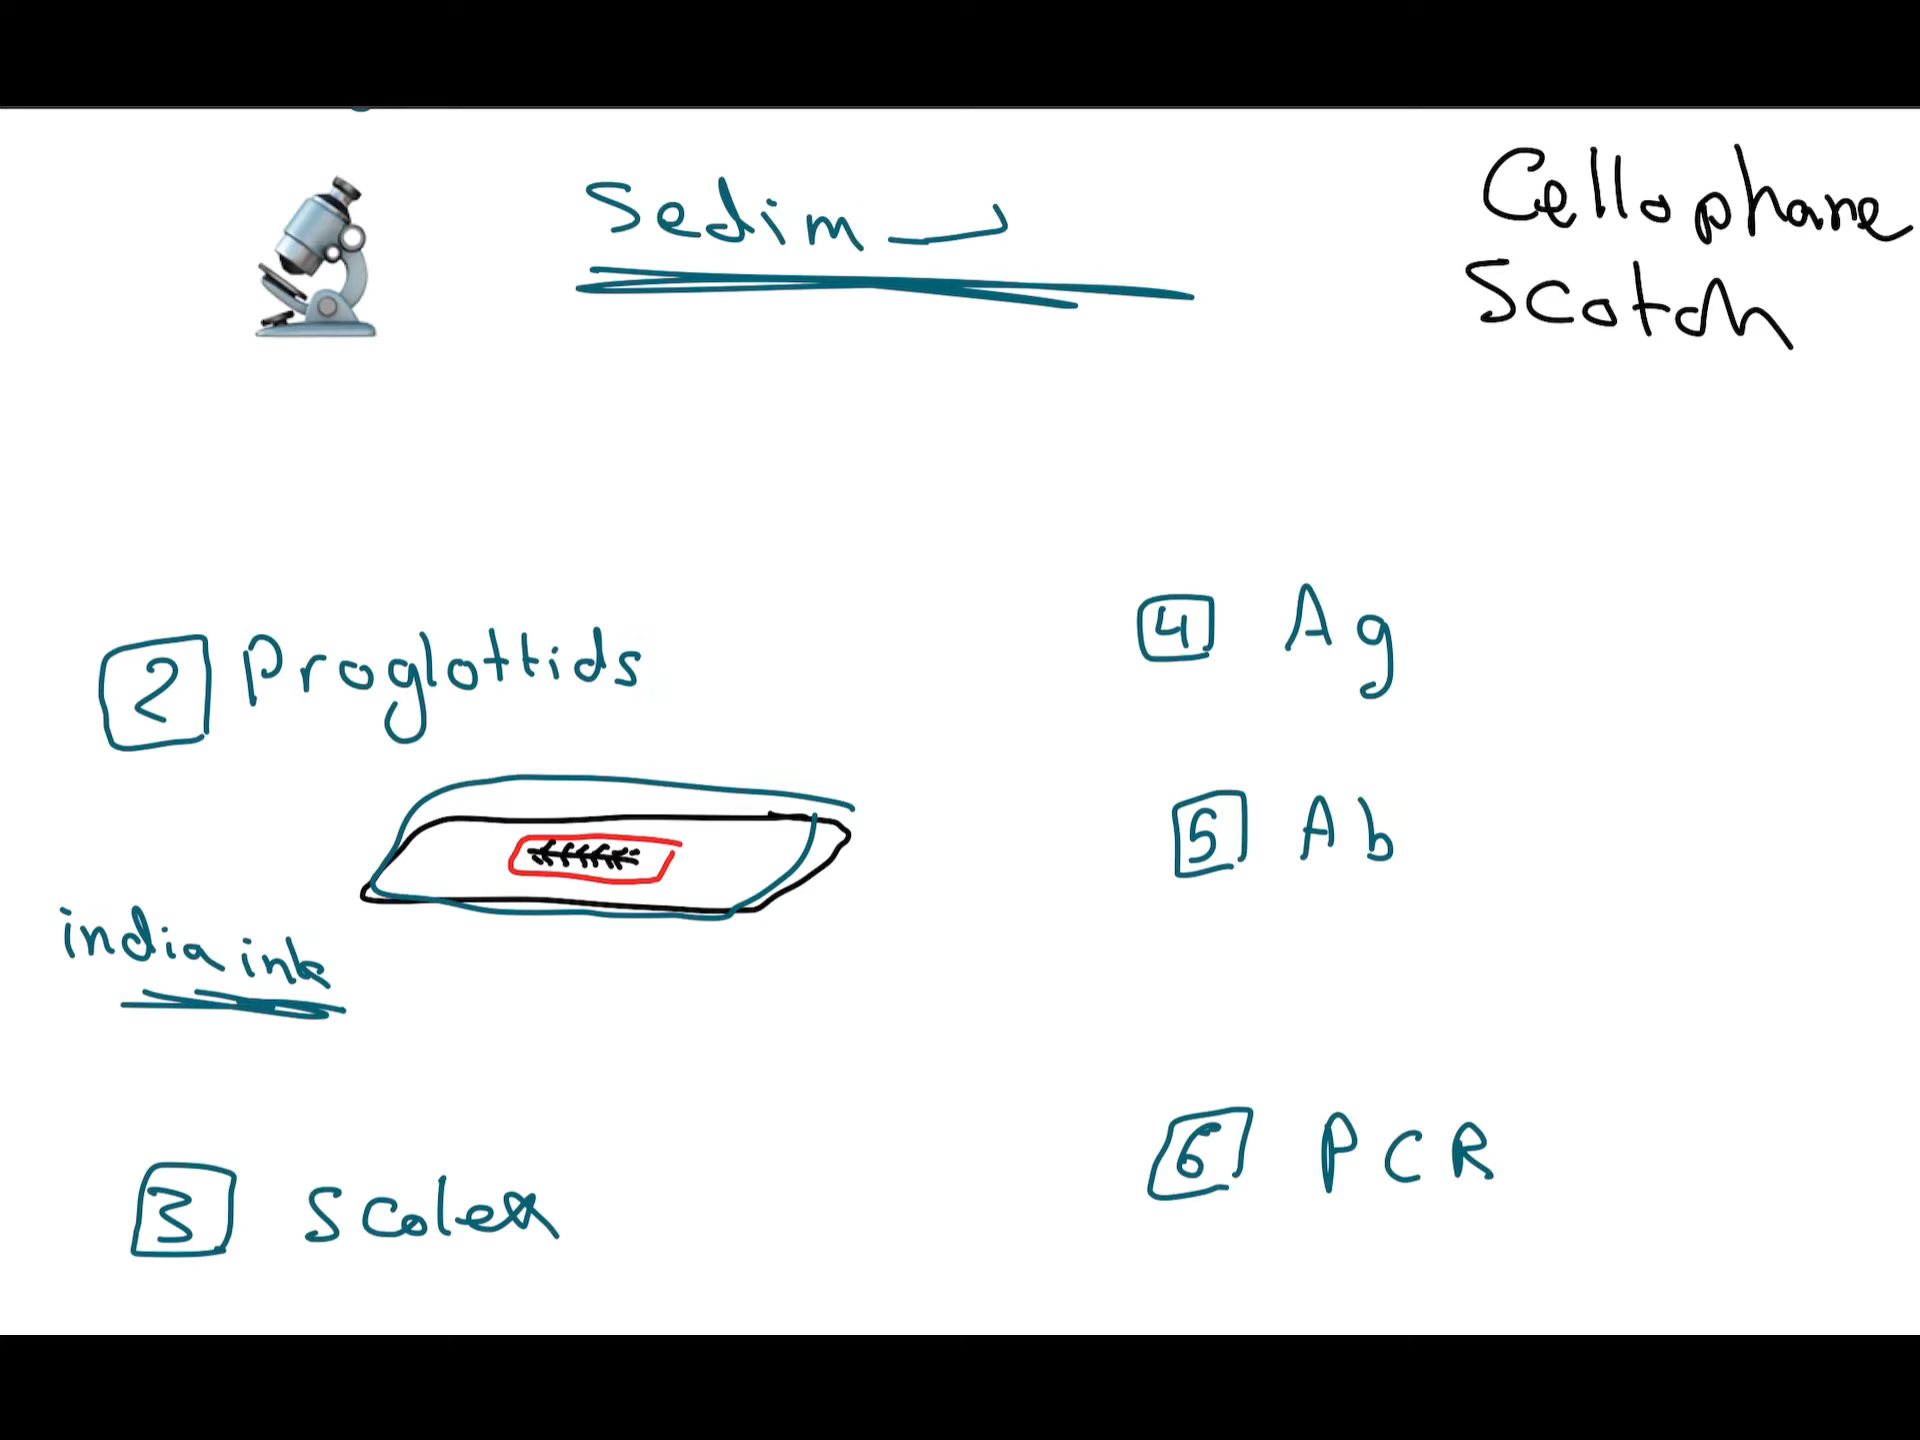 Sedim
Cellophane
Scotch
2 Proglottids
india ink
3 Scolex
4 Ag
5 Ab
6 PCR